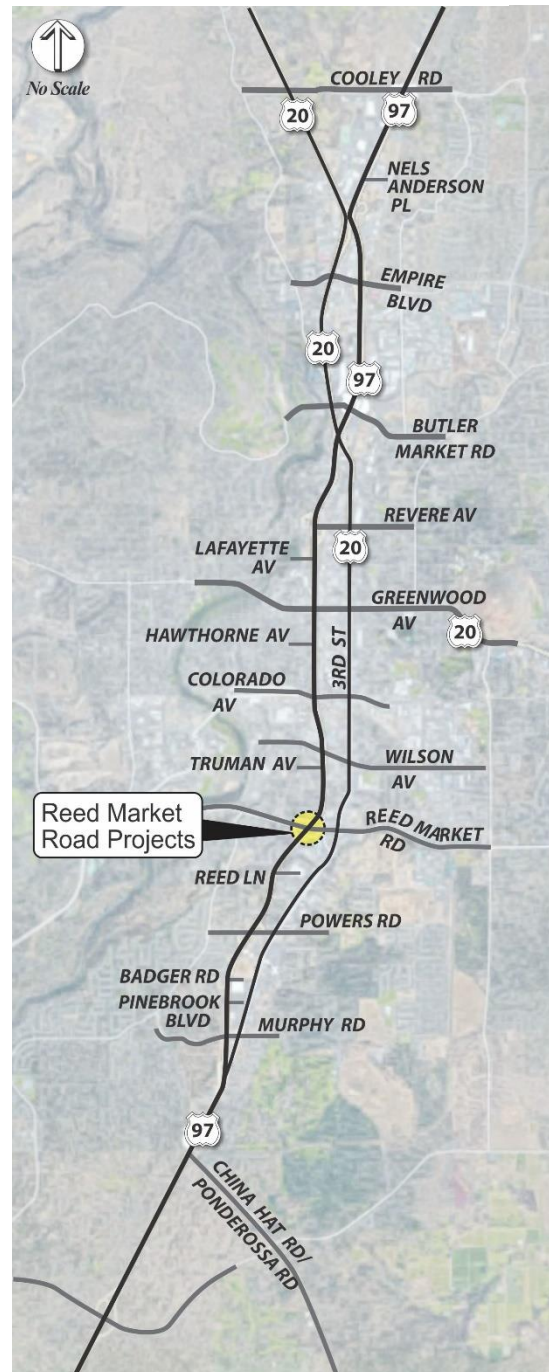 No Scale
COOLEY RD
20
97
NELS
ANDERSON
PL
EMPIRE
BLVD
20
97
BUTLER
MARKET RD
REVERE AV
20
LAFAYETTE
AV
GREENWOOD
AV
20
HAWTHORNE AV
3RD ST
COLORADO
AV
TRUMAN AV
WILSON
AV
Reed Market
Road Projects
REED MARKET
RD
REED LN
POWERS RD
BADGER RD
PINEBROOK
BLVD
MURPHY RD
97
CHINA HAT RD/
PONDEROSSA RD